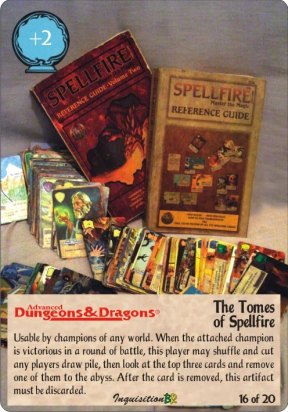 +2
SPELLFIRE
REFERENCE GUIDE·Volume Two
SPELLFIRE
Master the Magic
REFERENCE GUIDE
Advanced
Dungeons&Dragons®
The Tomes
of Spellfire
Usable by champions of any world. When the attached champion
is victorious in a round of battle, this player may shuffle and cut
any players draw pile, then look at the top three cards and remove
one of them to the abyss. After the card is removed, this artifact
must be discarded.
Inquisition
16 of 20